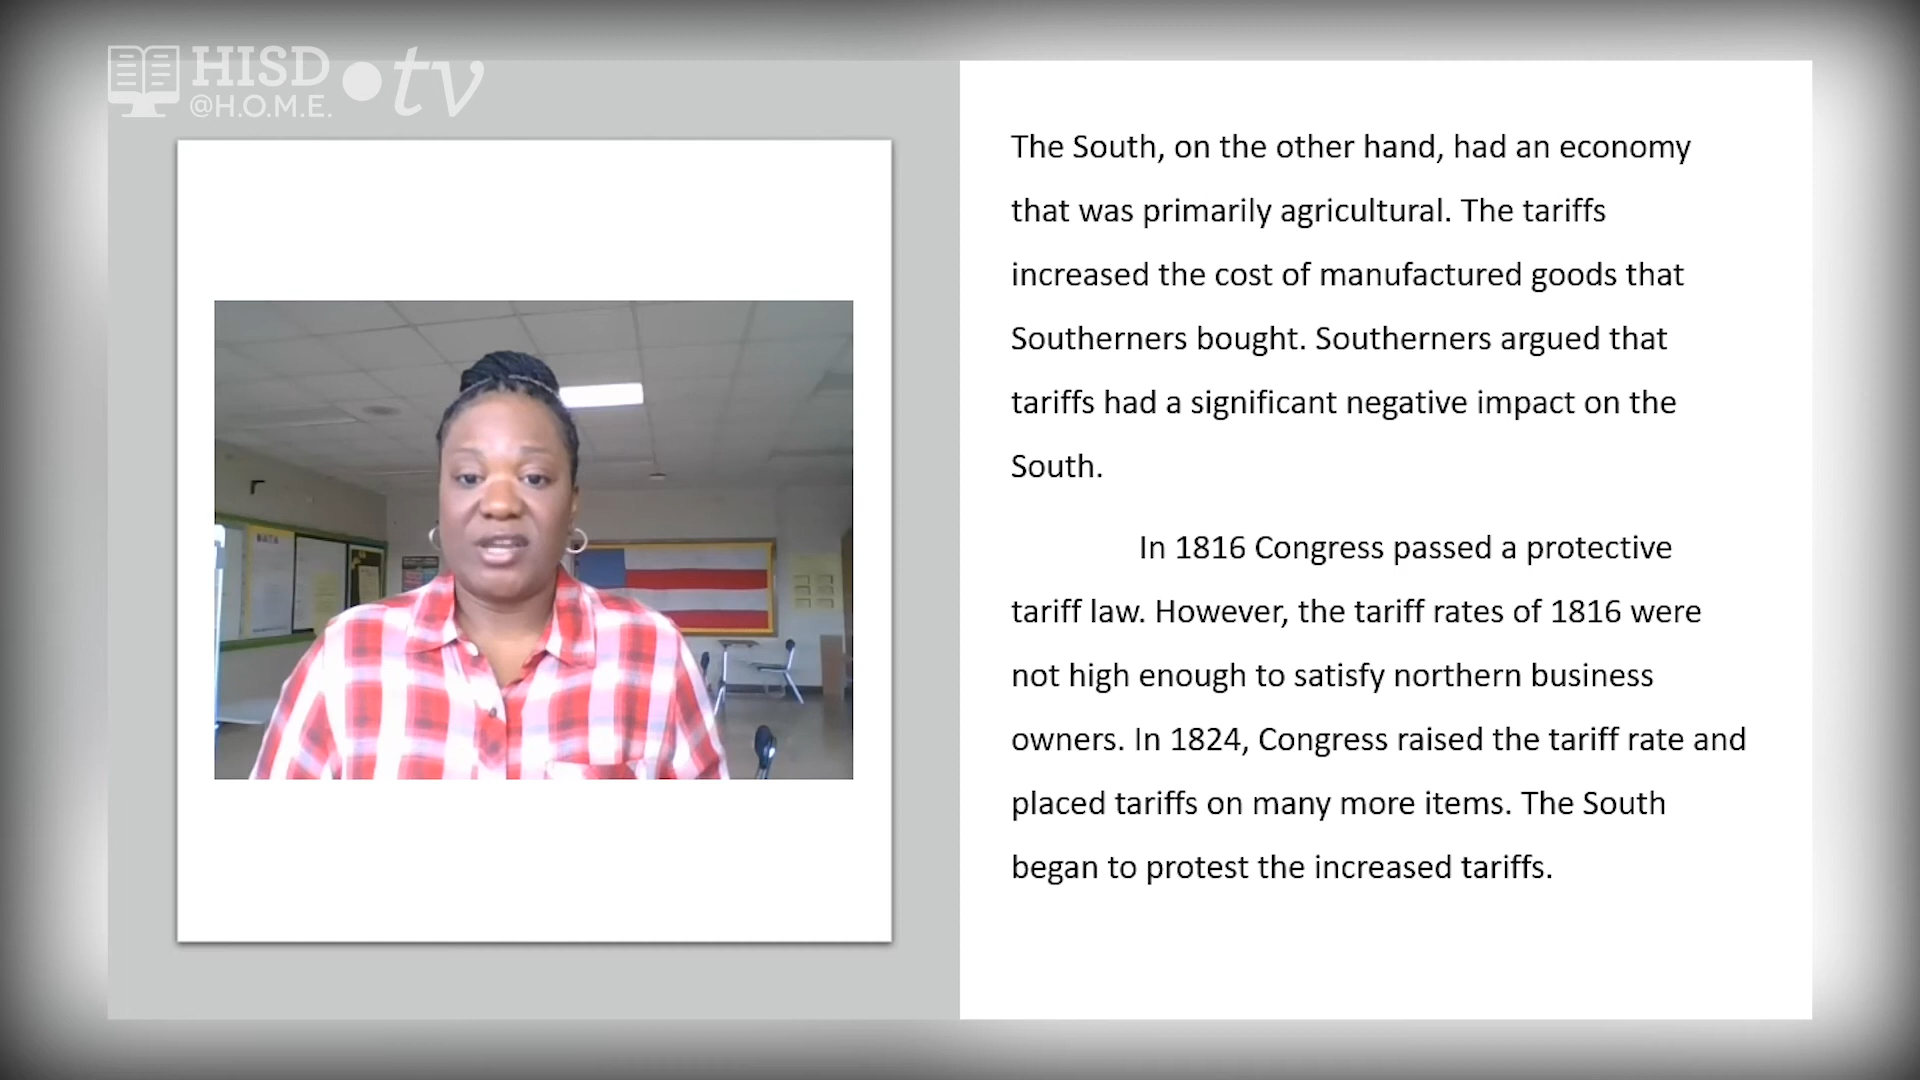 HISD
@H.O.M.E.
tv
The South, on the other hand, had an economy
that was primarily agricultural. The tariffs
increased the cost of manufactured goods that
Southerners bought. Southerners argued that
tariffs had a significant negative impact on the
South.
In 1816 Congress passed a protective
tariff law. However, the tariff rates of 1816 were
not high enough to satisfy northern business
owners. In 1824, Congress raised the tariff rate and
placed tariffs on many more items. The South
began to protest the increased tariffs.